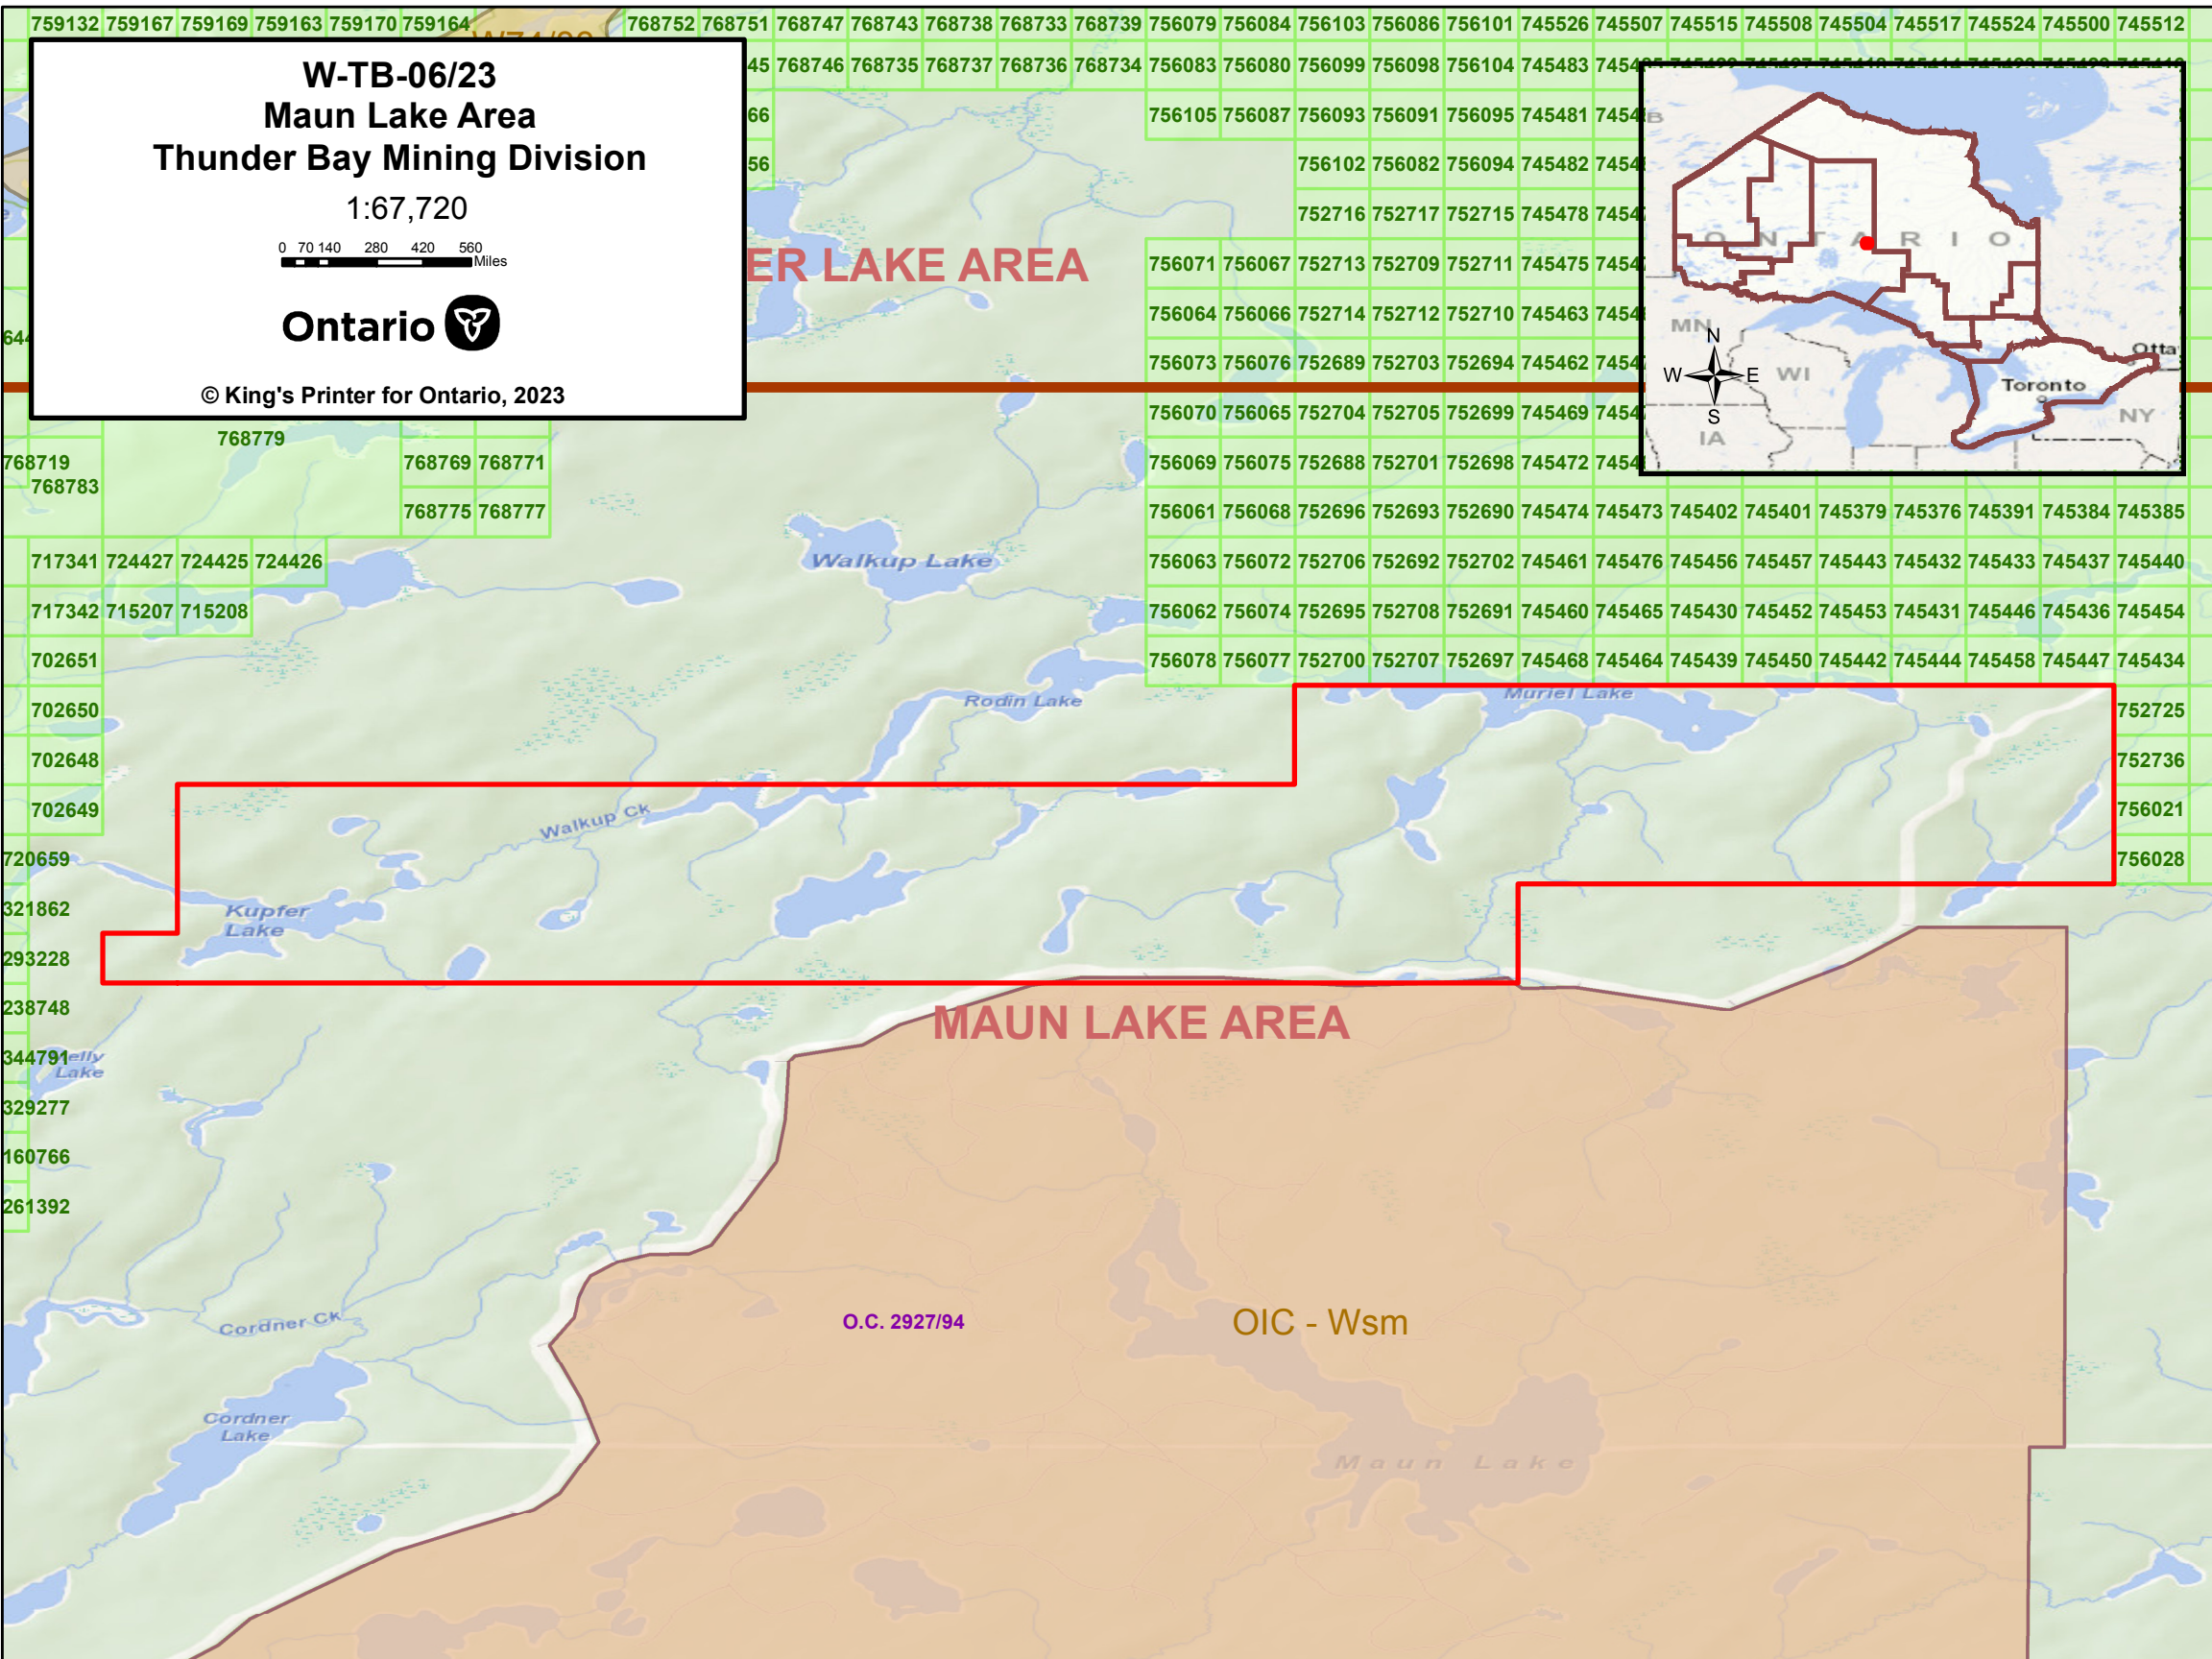 759132 759167 759169 759163 759170 759164 768752 768751 768747 768743 768738 768733 768739 756079 756084 756103 756086 756101 745526 745507 745515 745508 745504 745517 745524 745500 745512
W-TB-06/23
Maun Lake Area
Thunder Bay Mining Division
1:67,720
0 70 140 280 420 560
Miles
Ontario
© King's Printer for Ontario, 2023
45 768746 768735 768737 768736 768734 756083 756080 756099 756098 756104 745483
66 756105 756087 756093 756091 756095 745481
56 756102 756082 756094 745482
752716 752717 752715 745478
ER LAKE AREA
756071 756067 752713 752709 752711 745475
756064 756066 752714 752712 752710 745463
756073 756076 752689 752703 752694 745462
756070 756065 752704 752705 752699 745469
ONTARIO
MN
WI
IA
NY
Otta
Toronto
N
W E
S
768779
768719 768769 768771 756069 756075 752688 752701 752698 745472
768783
768775 768777 756061 756068 752696 752693 752690 745474 745473 745402 745401 745379 745376 745391 745384 745385
717341 724427 724425 724426 Walkup Lake 756063 756072 752706 752692 752702 745461 745476 745456 745457 745443 745432 745433 745437 745440
717342 715207 715208 756062 756074 752695 752708 752691 745460 745465 745430 745452 745453 745431 745446 745436 745454
702651 756078 756077 752700 752707 752697 745468 745464 745439 745450 745442 745444 745458 745447 745434
Rodin Lake Muriel Lake
702650 752725
702648 752736
702649 Walkup Ck 756021
720659 756028
321862 Kupfer
Lake
293228
238748 MAUN LAKE AREA
344791 elly
Lake
329277
160766
261392
Cordner Ck O.C. 2927/94 OIC - Wsm
Cordner
Lake
Maun Lake